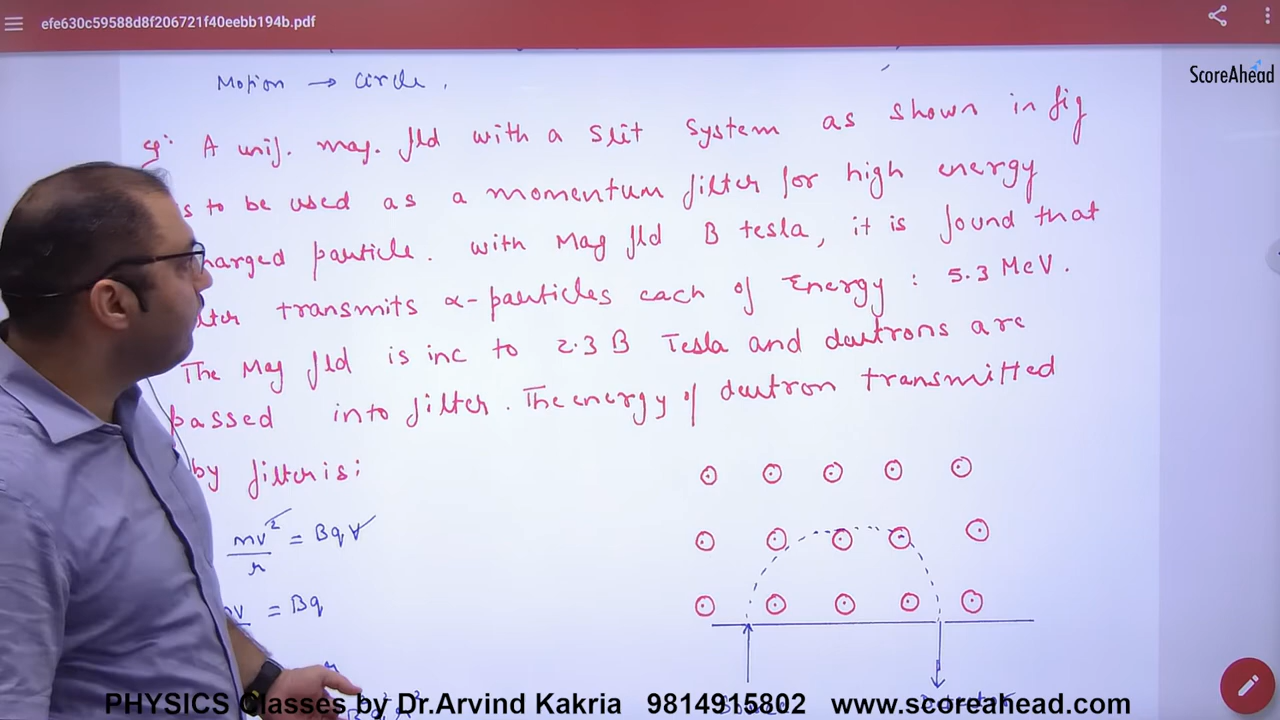 efe630c59588d8f206721f40eebb194b.pdf
ScoreAhead
Motion → circle.
eg: A unif. mag. fld with a slit system as shown in fig
s to be used as a momentum filter for high energy
harged particle. with Mag fld B tesla, it is found that
lter transmits α-particles each of Energy: 5.3 MeV.
The Mag fld is inc to 2.3 B Tesla and deutrons are
passed into filter. The energy of deutron transmitted
by filter is:
mv²/r = Bqv
= Bq
PHYSICS Classes by Dr.Arvind Kakria 9814915802 www.scoreahead.com